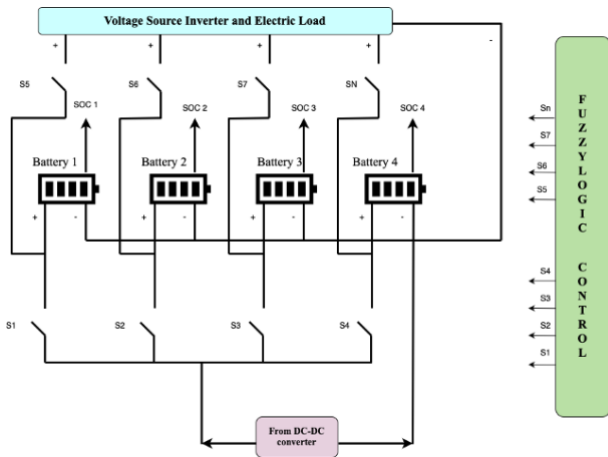 Voltage Source Inverter and Electric Load
+ + + + -
S5 S6 S7 SN
SOC 1 SOC 2 SOC 3 SOC 4
Battery 1 Battery 2 Battery 3 Battery 4
+ - + - + - + -
S1 S2 S3 S4
From DC-DC
converter
Sn
S7
S6
S5
S4
S3
S2
S1
FUZZYLOGIC CONTROL